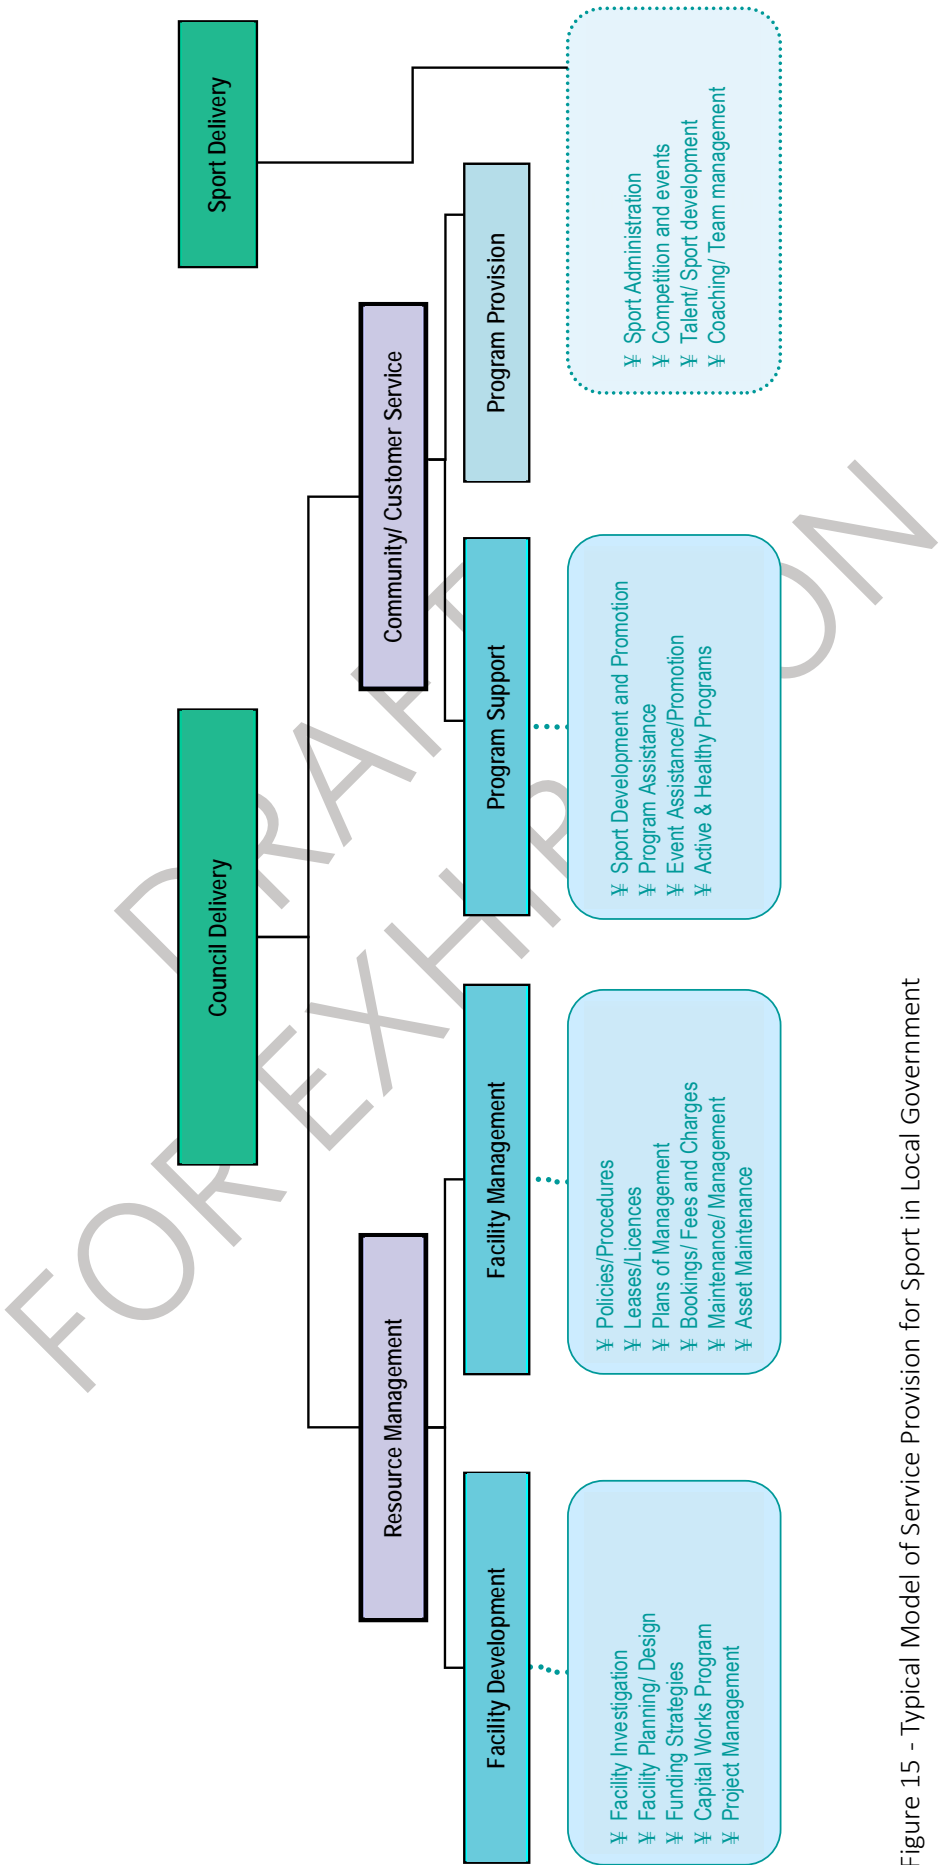 Council Delivery
Sport Delivery
Resource Management
Community/ Customer Service
Facility Development
Facility Management
Program Support
Program Provision
¥ Facility Investigation
¥ Facility Planning/ Design
¥ Funding Strategies
¥ Capital Works Program
¥ Project Management
¥ Policies/Procedures
¥ Leases/Licences
¥ Plans of Management
¥ Bookings/ Fees and Charges
¥ Maintenance/ Management
¥ Asset Maintenance
¥ Sport Development and Promotion
¥ Program Assistance
¥ Event Assistance/Promotion
¥ Active & Healthy Programs
¥ Sport Administration
¥ Competition and events
¥ Talent/ Sport development
¥ Coaching/ Team management
Figure 15 - Typical Model of Service Provision for Sport in Local Government
DRAFT
FOR EXHIBITION